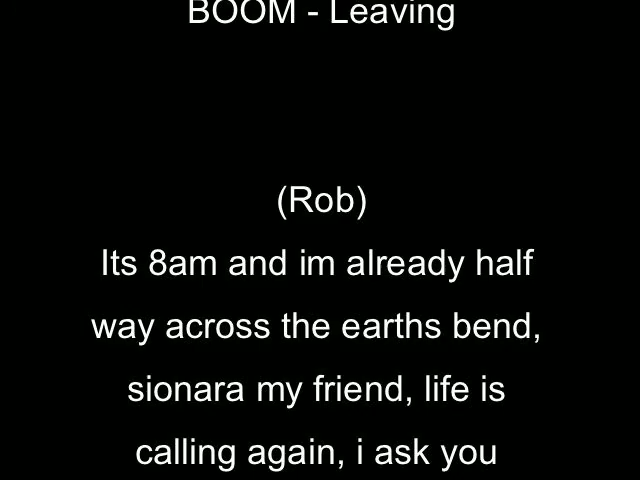 BOOM - Leaving
(Rob)
Its 8am and im already half
way across the earths bend,
sionara my friend, life is
calling again, i ask you